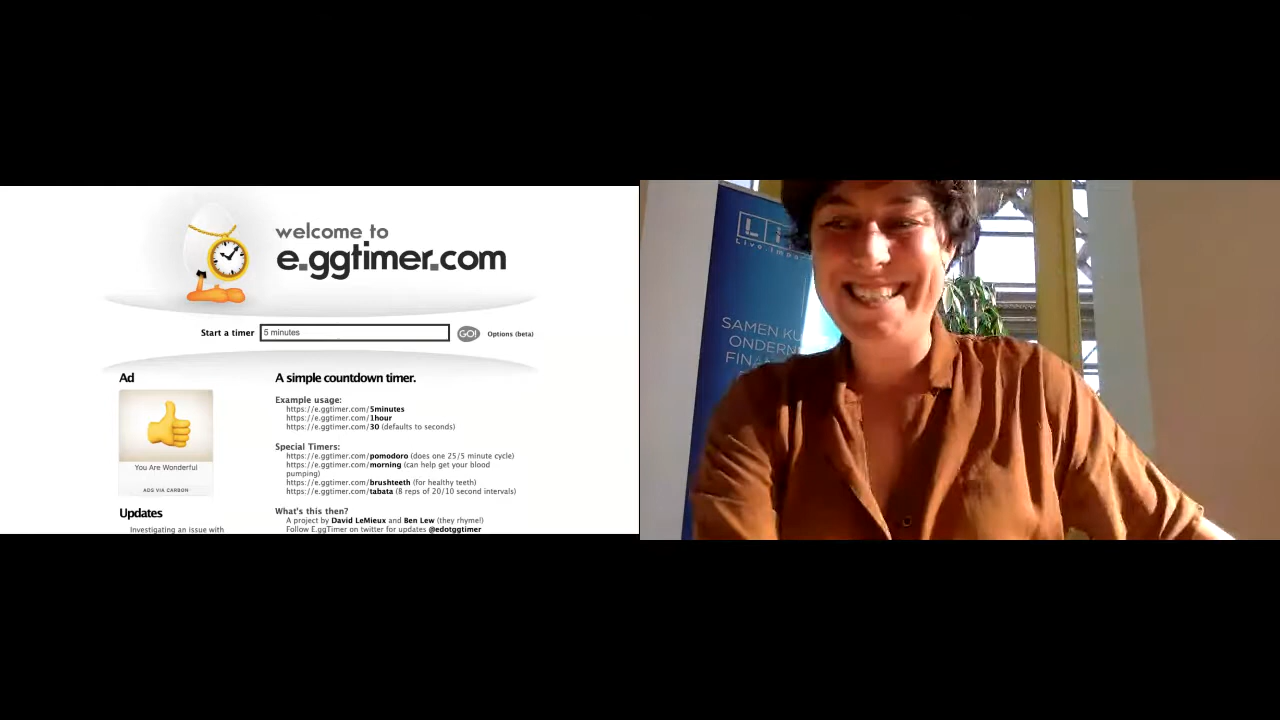 welcome to
e.ggtimer.com
Start a timer 5 minutes GO! Options (beta)
Ad
You Are Wonderful
ADS VIA CARBON
Updates
Investigating an issue with
A simple countdown timer.
Example usage:
https://e.ggtimer.com/5minutes
https://e.ggtimer.com/1hour
https://e.ggtimer.com/30 (defaults to seconds)
Special Timers:
https://e.ggtimer.com/pomodoro (does one 25/5 minute cycle)
https://e.ggtimer.com/morning (can help get your blood
pumping)
https://e.ggtimer.com/brushteeth (for healthy teeth)
https://e.ggtimer.com/tabata (8 reps of 20/10 second intervals)
What's this then?
A project by David LeMieux and Ben Lew (they rhyme!)
Follow E.ggTimer on twitter for updates @edotggtimer
SAMEN